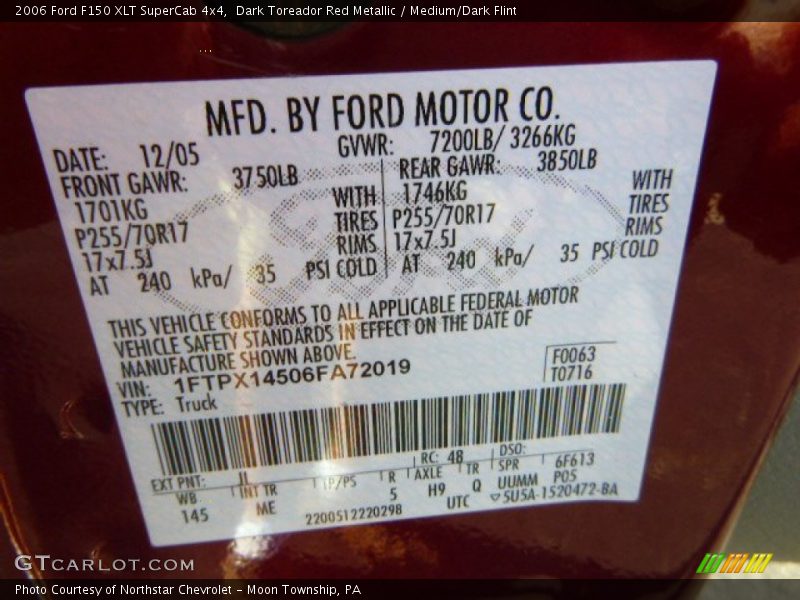 2006 Ford F150 XLT SuperCab 4x4, Dark Toreador Red Metallic / Medium/Dark Flint
MFD. BY FORD MOTOR CO.
DATE: 12/05 GVWR: 7200LB/ 3266KG
FRONT GAWR: 3750LB REAR GAWR: 3850LB
1701KG WITH 1746KG WITH
P255/70R17 TIRES P255/70R17 TIRES
17x7.5J RIMS 17x7.5J RIMS
AT 240 kPa/ 35 PSI COLD AT 240 kPa/ 35 PSI COLD
THIS VEHICLE CONFORMS TO ALL APPLICABLE FEDERAL MOTOR
VEHICLE SAFETY STANDARDS IN EFFECT ON THE DATE OF
MANUFACTURE SHOWN ABOVE.
VIN: 1FTPX14506FA72019
F0063
TYPE: Truck
T0716
EXT PNT: JL RC: 48 DSO:
WB INT TR TP/PS R AXLE TR SPR 6F613
145 ME 5 H9 Q UUMM POS
2200512220298 UTC ▽5U5A-1520472-BA
Ford
GTCARLOT.COM
Photo Courtesy of Northstar Chevrolet – Moon Township, PA